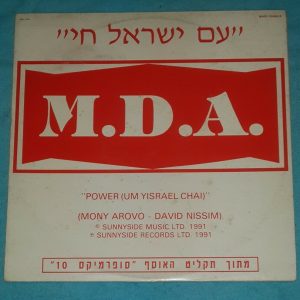 "עם ישראל חי"
M.D.A.
"POWER (UM YISRAEL CHAI)"
(MONY AROVO - DAVID NISSIM)
© SUNNYSIDE MUSIC LTD. 1991
℗ SUNNYSIDE RECORDS LTD. 1991
מתוך תקליט האוסף "סופרמיקס 10"